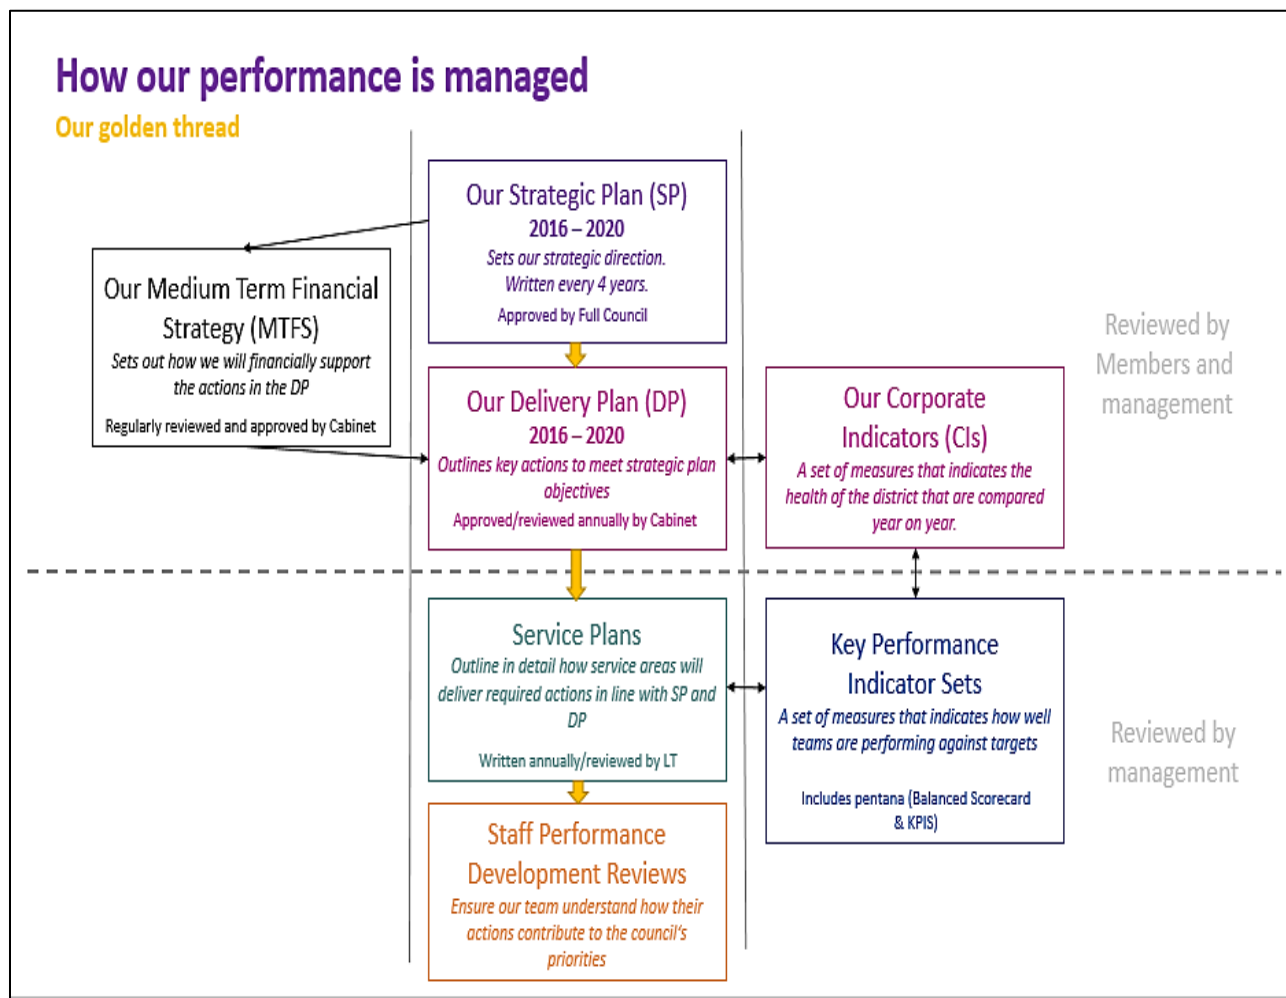 How our performance is managed
Our golden thread
Our Strategic Plan (SP)
2016 – 2020
Sets our strategic direction.
Written every 4 years.
Approved by Full Council
Our Medium Term Financial
Strategy (MTFS)
Sets out how we will financially support
the actions in the DP
Regularly reviewed and approved by Cabinet
Our Delivery Plan (DP)
2016 – 2020
Outlines key actions to meet strategic plan
objectives
Approved/reviewed annually by Cabinet
Our Corporate
Indicators (CIs)
A set of measures that indicates the
health of the district that are compared
year on year.
Reviewed by
Members and
management
Service Plans
Outline in detail how service areas will
deliver required actions in line with SP and
DP
Written annually/reviewed by LT
Key Performance
Indicator Sets
A set of measures that indicates how well
teams are performing against targets
Includes pentana (Balanced Scorecard
& KPIS)
Reviewed by
management
Staff Performance
Development Reviews
Ensure our team understand how their
actions contribute to the council's
priorities